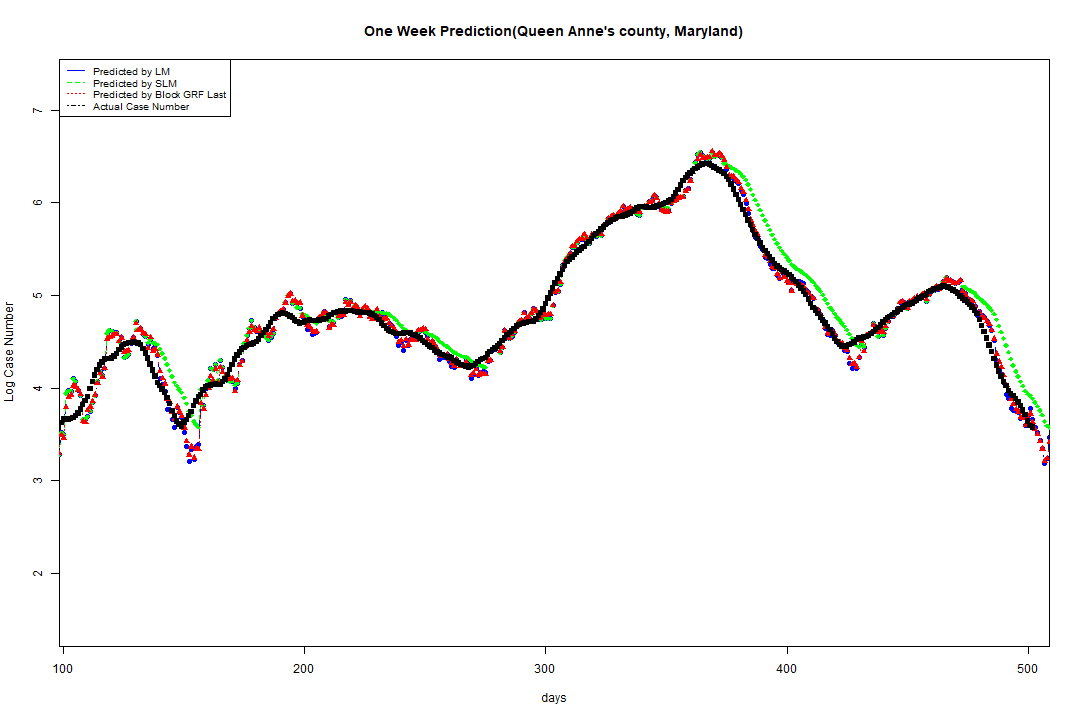 One Week Prediction(Queen Anne's county, Maryland)
Predicted by LM
Predicted by SLM
Predicted by Block GRF Last
Actual Case Number
Log Case Number
7
6
5
4
3
2
100 200 300 400 500
days